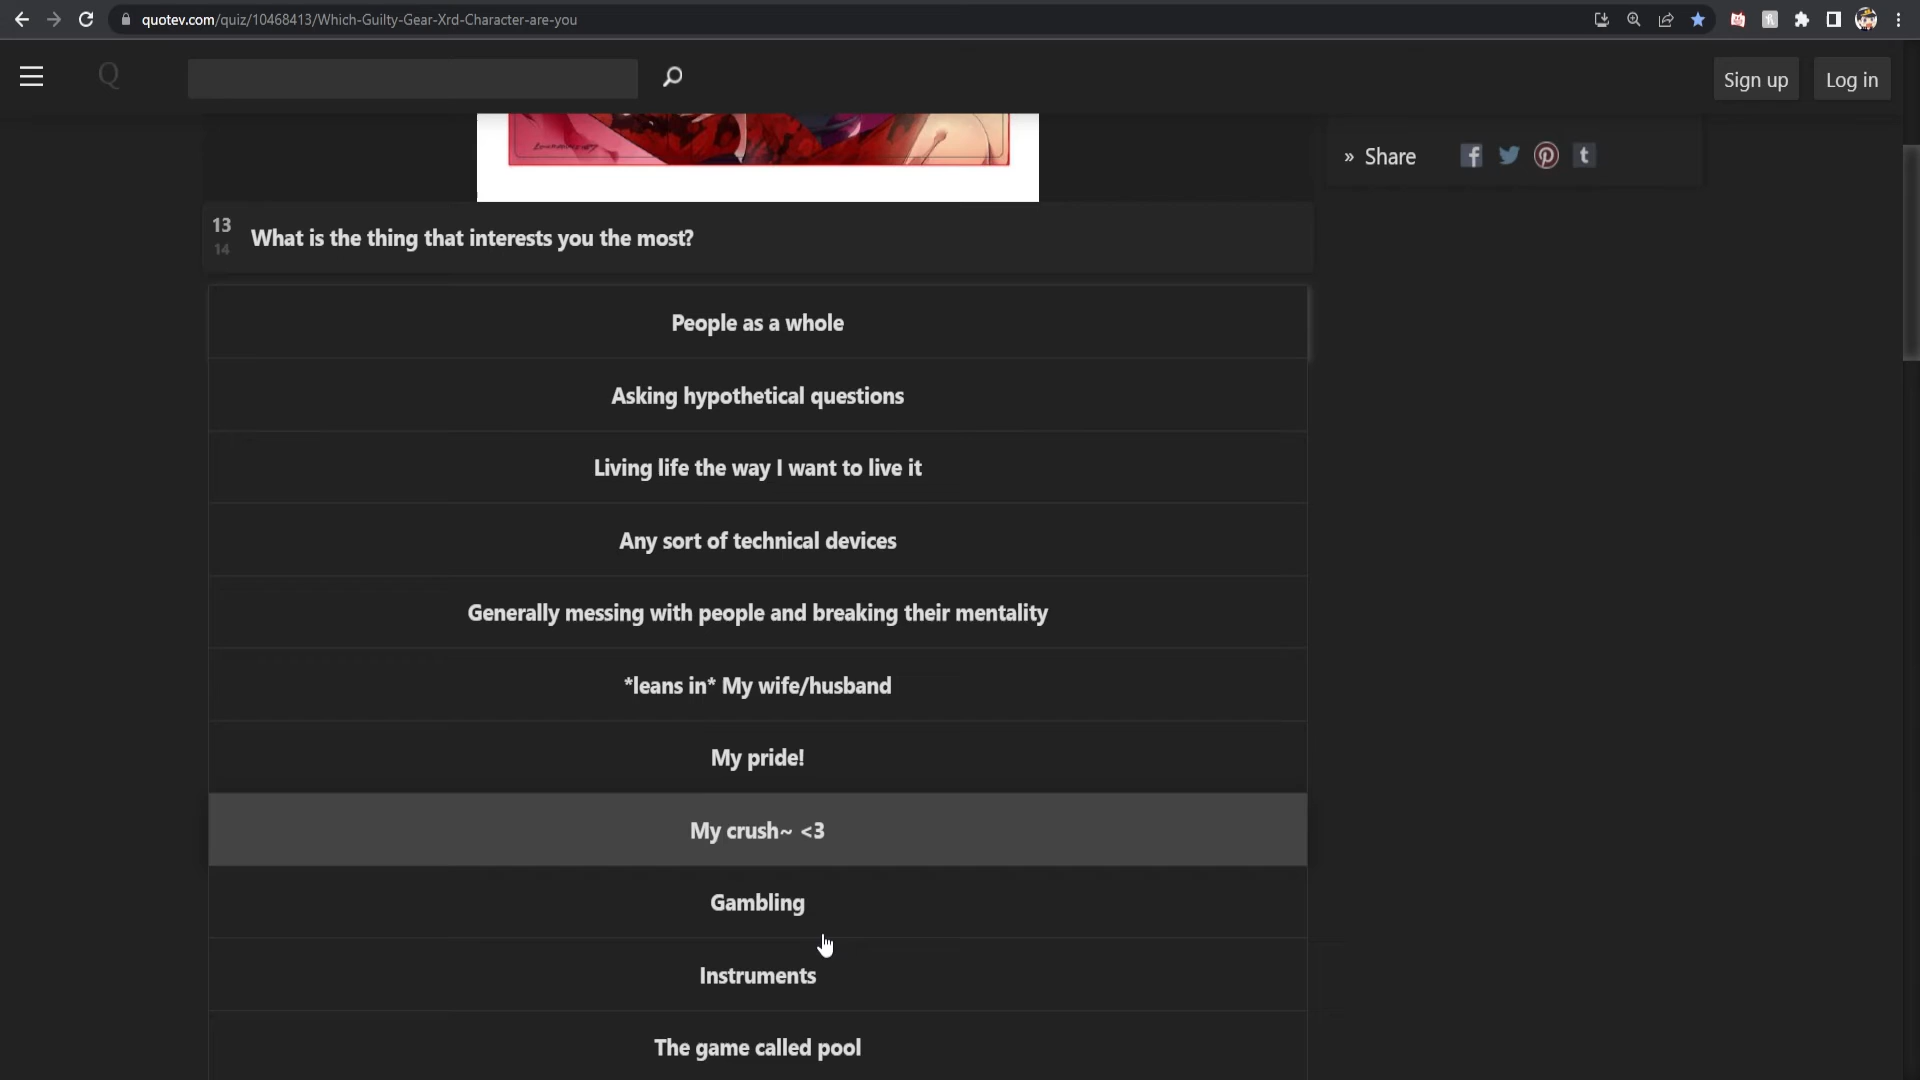 quotev.com/quiz/10468413/Which-Guilty-Gear-Xrd-Character-are-you
Q
Sign up
Log in
» Share
13
14
What is the thing that interests you the most?
People as a whole
Asking hypothetical questions
Living life the way I want to live it
Any sort of technical devices
Generally messing with people and breaking their mentality
*leans in* My wife/husband
My pride!
My crush~ <3
Gambling
Instruments
The game called pool